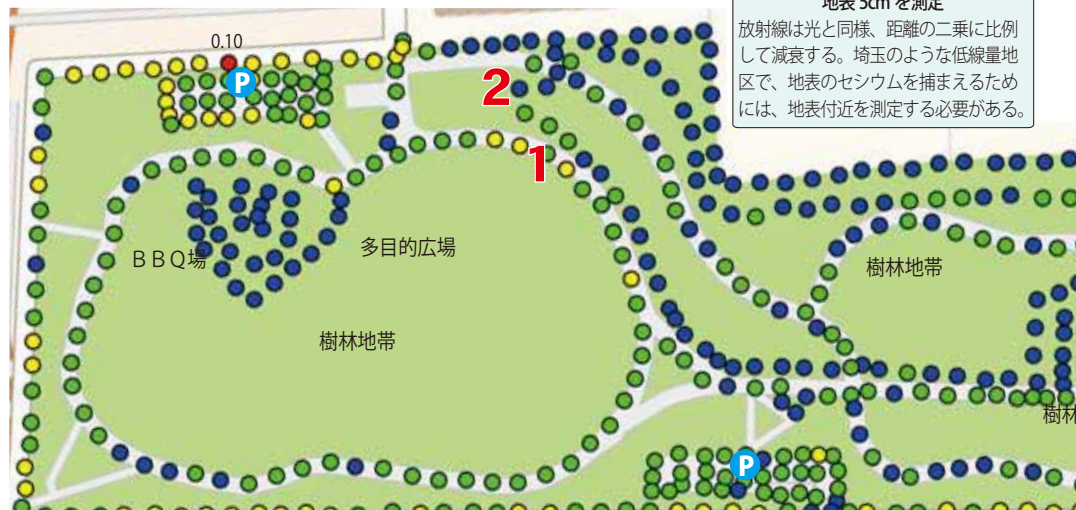 地表 5cm を測定
放射線は光と同様、距離の二乗に比例
して減衰する。埼玉のような低線量地
区で、地表のセシウムを捕まえるため
には、地表付近を測定する必要がある。
0.10
P
2
1
ＢＢＱ場
多目的広場
樹林地帯
樹林地帯
樹林
P